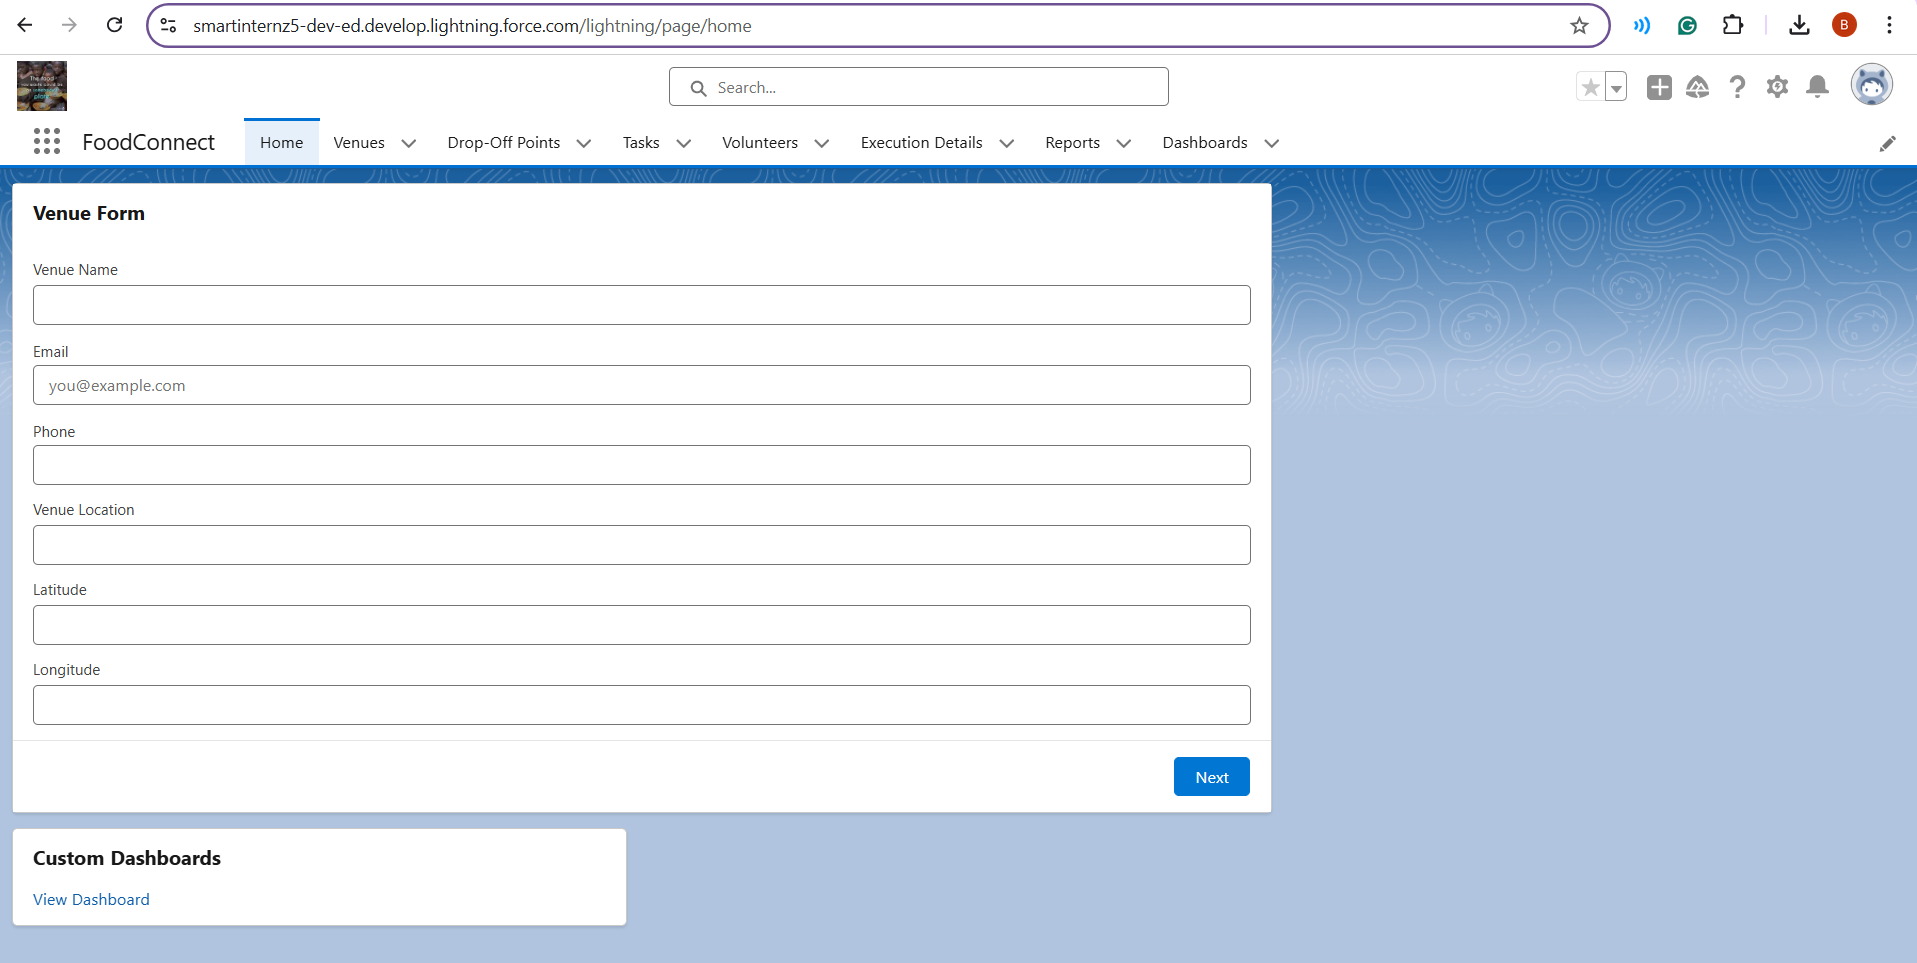 smartinternz5-dev-ed.develop.lightning.force.com/lightning/page/home
B
The food
Search...
FoodConnect Home Venues Drop-Off Points Tasks Volunteers Execution Details Reports Dashboards
Venue Form
Venue Name
Email
you@example.com
Phone
Venue Location
Latitude
Longitude
Next
Custom Dashboards
View Dashboard